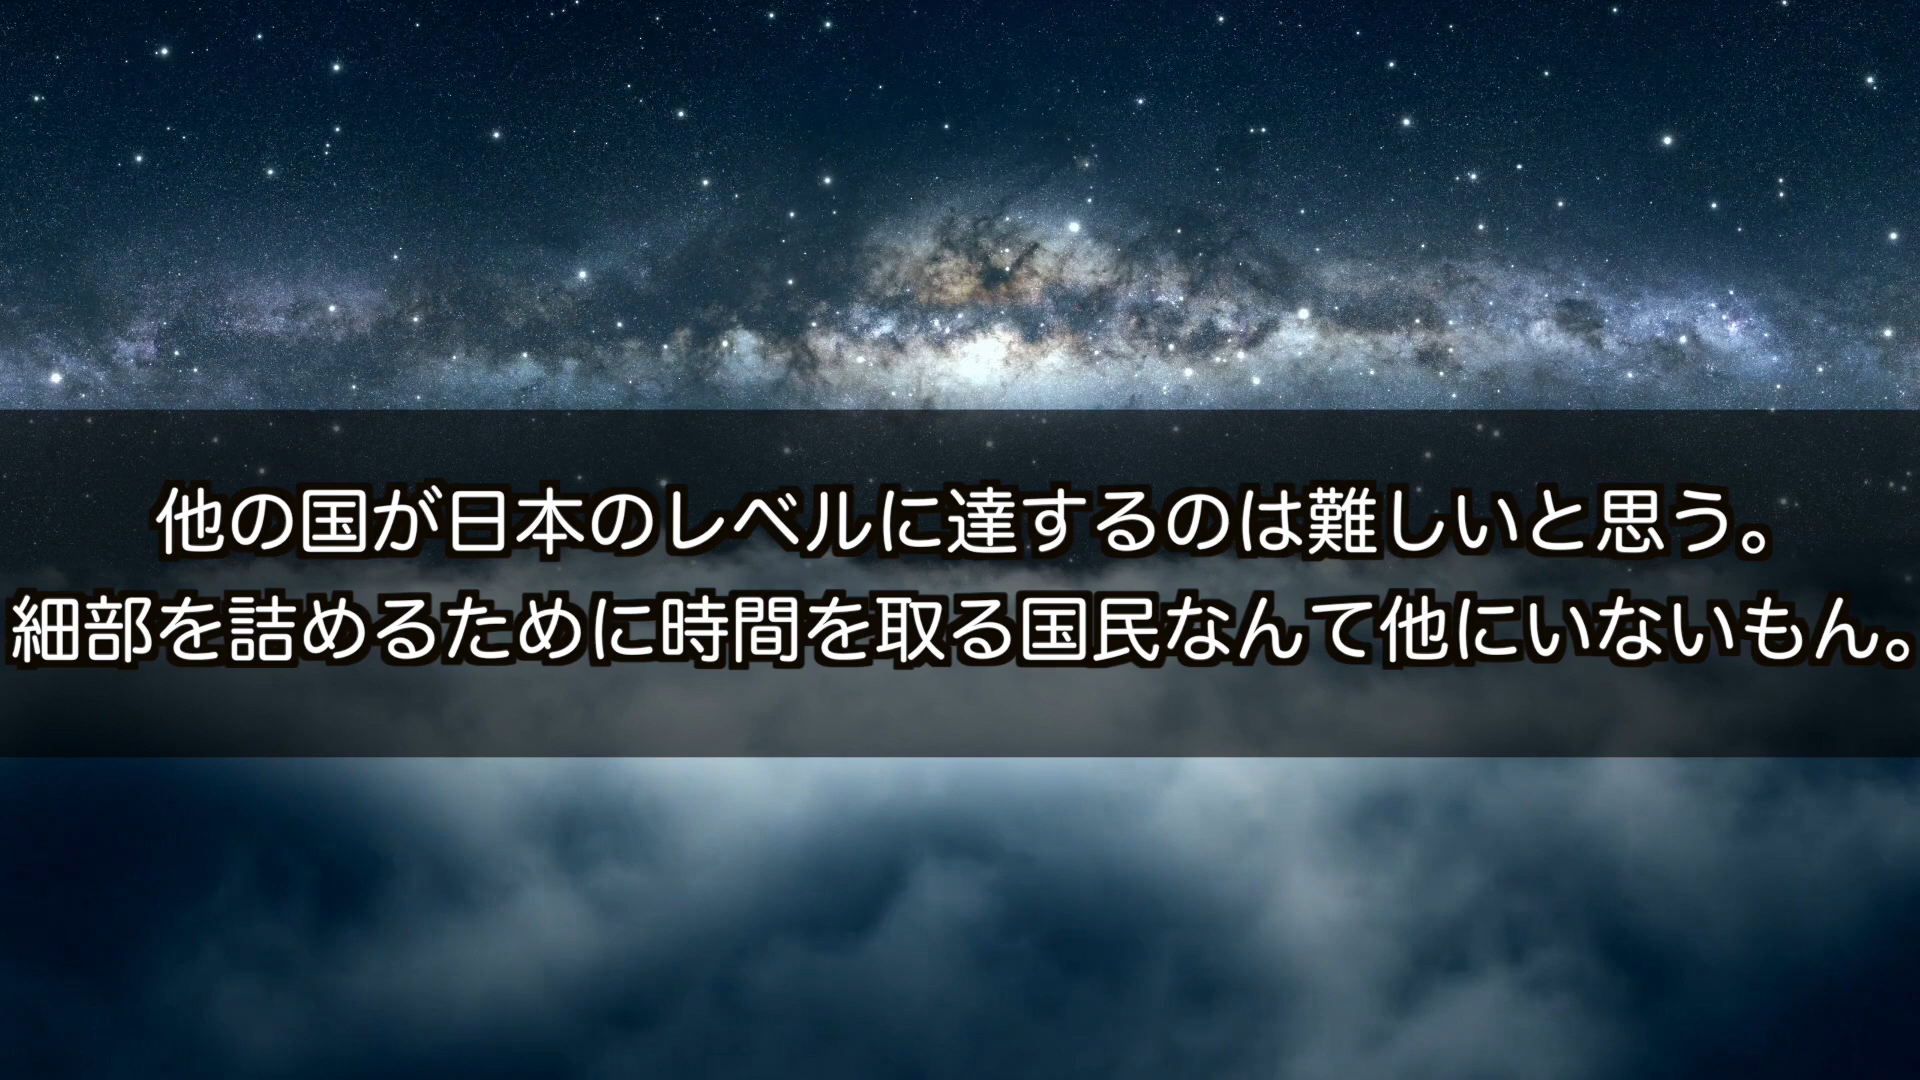 他の国が日本のレベルに達するのは難しいと思う。
細部を詰めるために時間を取る国民なんて他にいないもん。